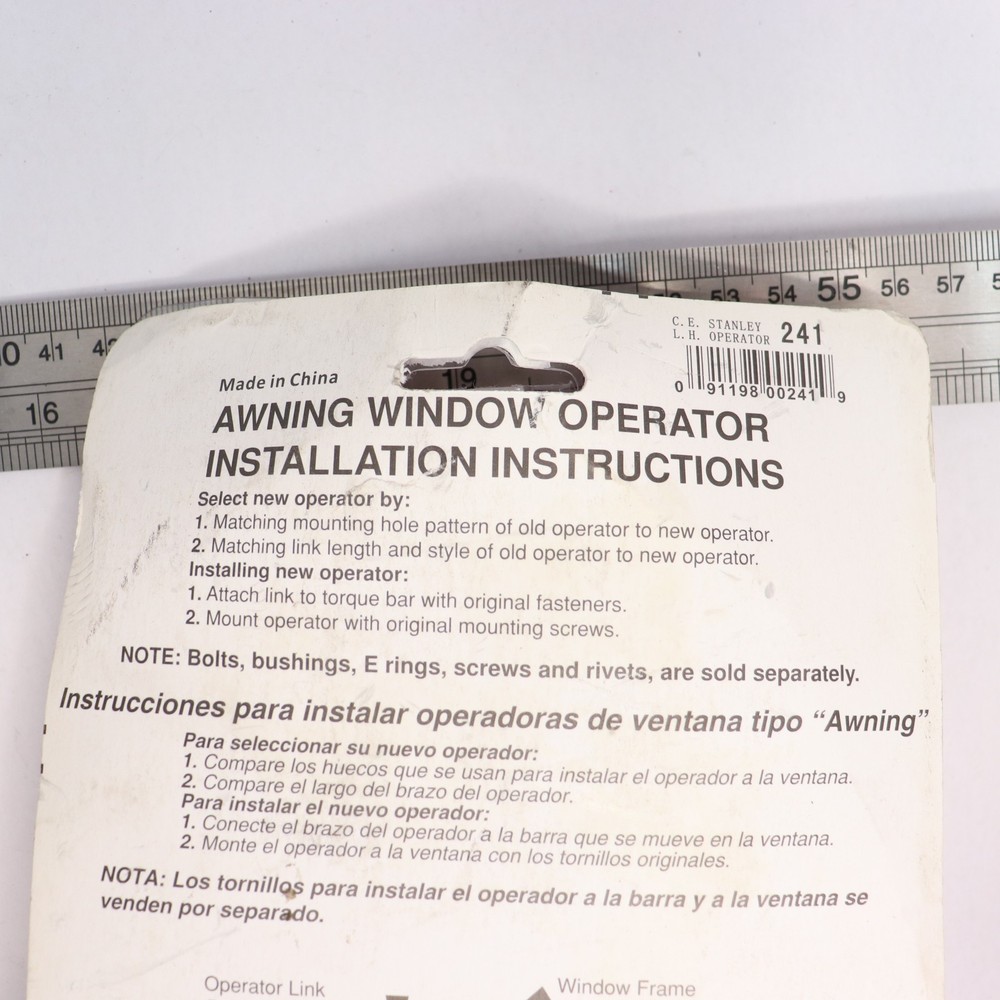 41
53 54 55 56 57
16
19
C.E. STANLEY
L.H. OPERATOR 241
0 91198 00241 9
Made in China
AWNING WINDOW OPERATOR
INSTALLATION INSTRUCTIONS
Select new operator by:
1. Matching mounting hole pattern of old operator to new operator.
2. Matching link length and style of old operator to new operator.
Installing new operator:
1. Attach link to torque bar with original fasteners.
2. Mount operator with original mounting screws.
NOTE: Bolts, bushings, E rings, screws and rivets, are sold separately.
Instrucciones para instalar operadoras de ventana tipo “Awning”
Para seleccionar su nuevo operador:
1. Compare los huecos que se usan para instalar el operador a la ventana.
2. Compare el largo del brazo del operador.
Para instalar el nuevo operador:
1. Conecte el brazo del operador a la barra que se mueve en la ventana.
2. Monte el operador a la ventana con los tornillos originales.
NOTA: Los tornillos para instalar el operador a la barra y a la ventana se
venden por separado.
Operator Link Window Frame